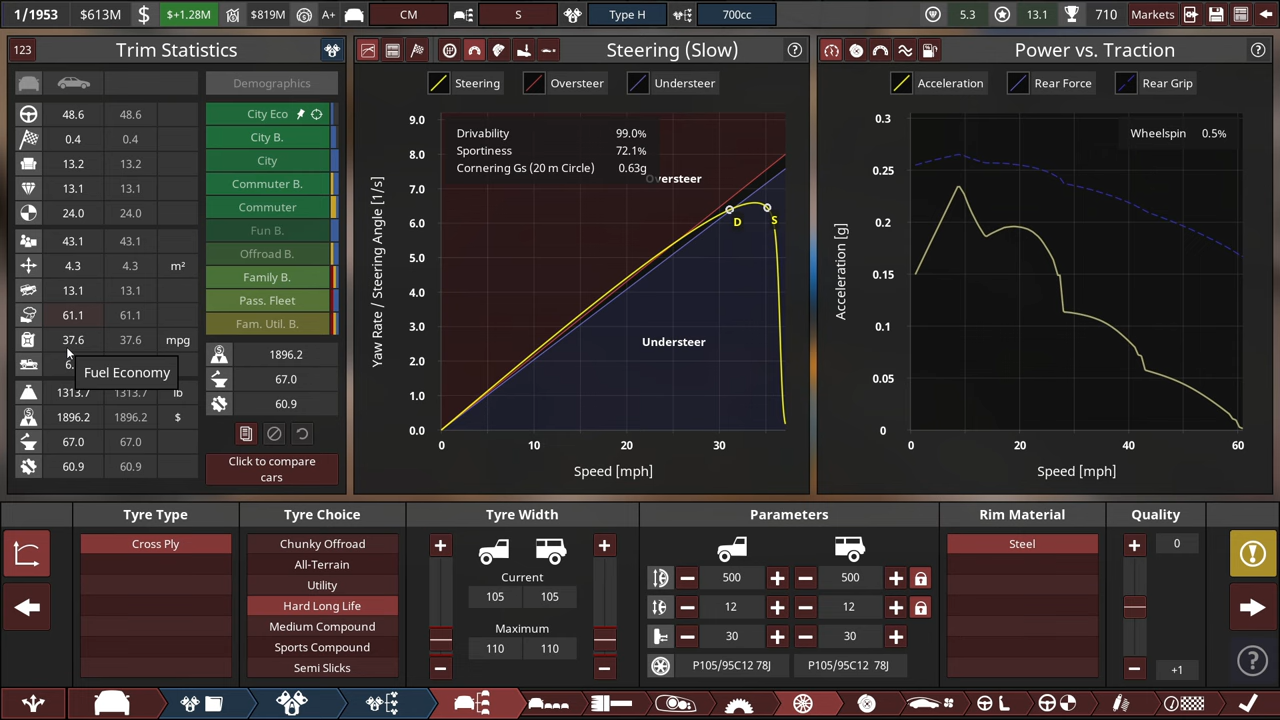 1/1953 $613M $+1.28M $819M A+ CM S Type H 700cc 5.3 13.1 710 Markets
123 Trim Statistics
Demographics
48.6 48.6
0.4 0.4
13.2 13.2
13.1 13.1
24.0 24.0
43.1 43.1
4.3 4.3 m²
13.1 13.1
61.1 61.1
37.6 37.6 mpg
6.
Fuel Economy
1313.7 1313.7 lb
1896.2 1896.2 $
67.0 67.0
60.9 60.9
City Eco
City B.
City
Commuter B.
Commuter
Fun B.
Offroad B.
Family B.
Pass. Fleet
Fam. Util. B.
1896.2
67.0
60.9
Click to compare
cars
Steering (Slow)
?
Steering Oversteer Understeer
Drivability 99.0%
Sportiness 72.1%
Cornering Gs (20 m Circle) 0.63g
Oversteer
Understeer
D
S
9.0
8.0
7.0
6.0
5.0
4.0
3.0
2.0
1.0
0.0
Yaw Rate / Steering Angle [1/s]
0 10 20 30
Speed [mph]
Power vs. Traction
?
Acceleration Rear Force Rear Grip
Wheelspin 0.5%
0.3
0.25
0.2
0.15
0.1
0.05
0
Acceleration [g]
0 20 40 60
Speed [mph]
Tyre Type
Cross Ply
Tyre Choice
Chunky Offroad
All-Terrain
Utility
Hard Long Life
Medium Compound
Sports Compound
Semi Slicks
Tyre Width
Current
105 105
Maximum
110 110
Parameters
500 500
12 12
30 30
P105/95C12 78J P105/95C12 78J
Rim Material
Steel
Quality
0
+1
?